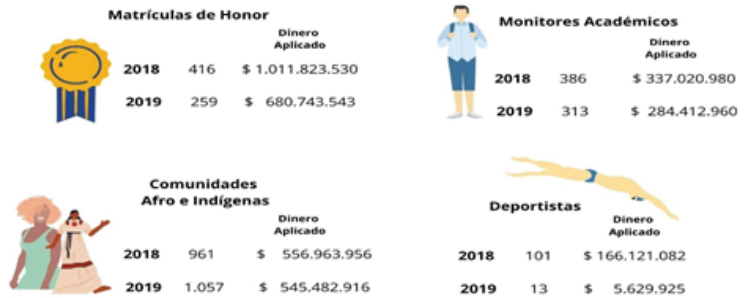 Matrículas de Honor
Dinero
Aplicado
2018 416 $ 1.011.823.530
2019 259 $ 680.743.543
Monitores Académicos
Dinero
Aplicado
2018 386 $ 337.020.980
2019 313 $ 284.412.960
Comunidades
Afro e Indígenas
Dinero
Aplicado
2018 961 $ 556.963.956
2019 1.057 $ 545.482.916
Deportistas
Dinero
Aplicado
2018 101 $ 166.121.082
2019 13 $ 5.629.925